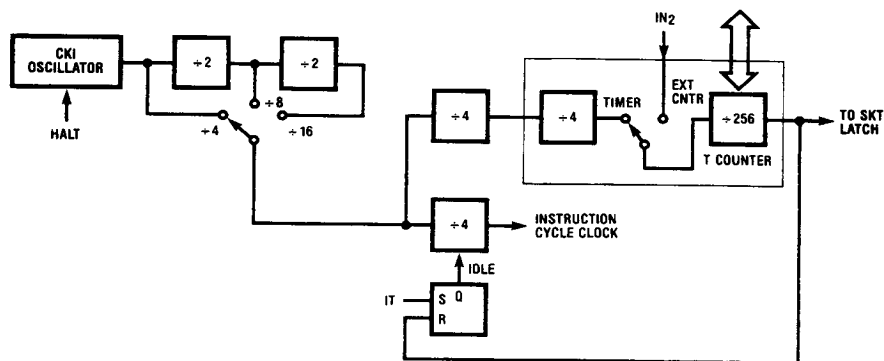 CKI
OSCILLATOR
HALT
÷2
÷2
÷8
÷4
÷16
÷4
÷4
TIMER
IN2
EXT
CNTR
÷256
T COUNTER
TO SKT
LATCH
÷4
INSTRUCTION
CYCLE CLOCK
IDLE
IT
S Q
R